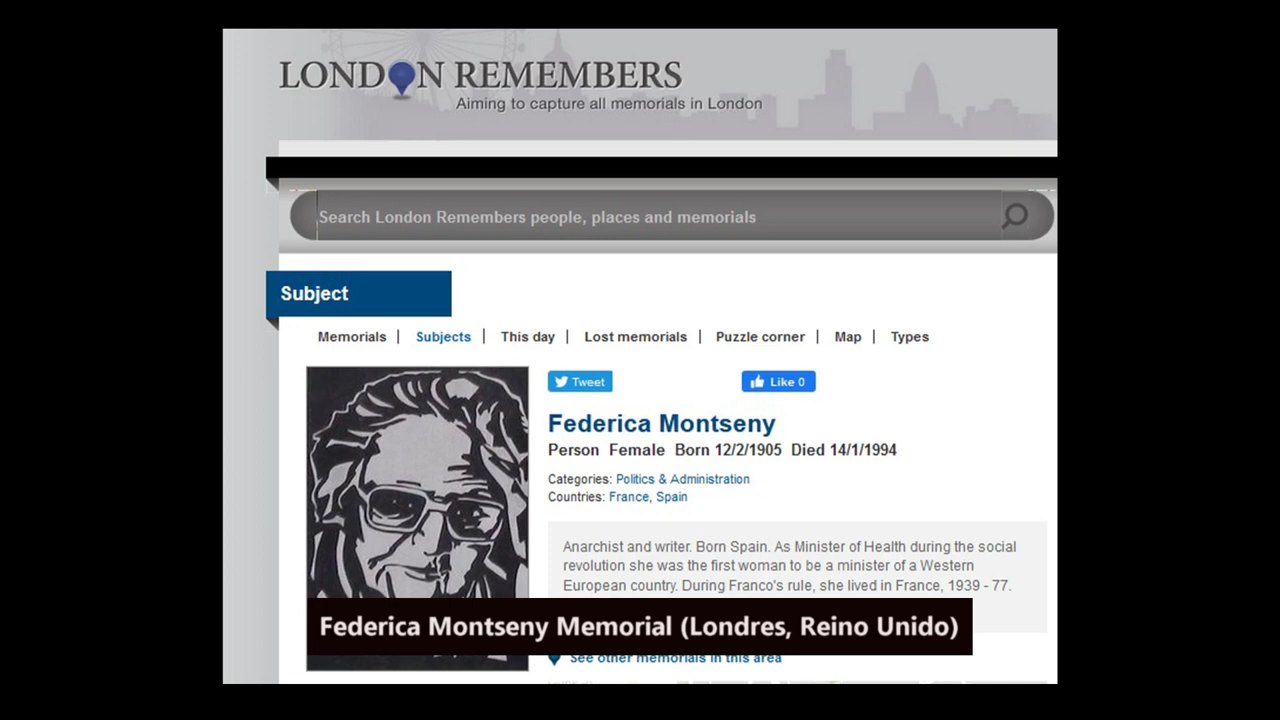 LONDON REMEMBERS
Aiming to capture all memorials in London
Search London Remembers people, places and memorials
Subject
Memorials | Subjects | This day | Lost memorials | Puzzle corner | Map | Types
Tweet
Like 0
Federica Montseny
Person Female Born 12/2/1905 Died 14/1/1994
Categories: Politics & Administration
Countries: France, Spain
Anarchist and writer. Born Spain. As Minister of Health during the social
revolution she was the first woman to be a minister of a Western
European country. During Franco's rule, she lived in France, 1939 - 77.
Federica Montseny Memorial (Londres, Reino Unido)
See other memorials in this area